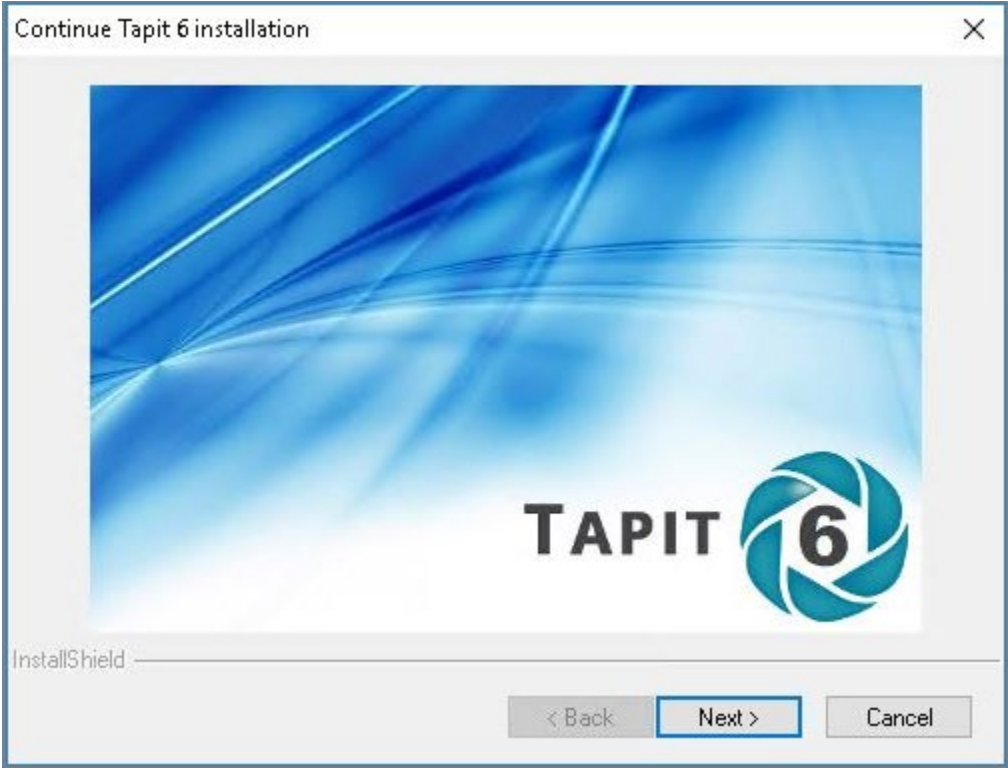 Continue Tapit 6 installation
TAPIT 6
InstallShield
< Back
Next >
Cancel